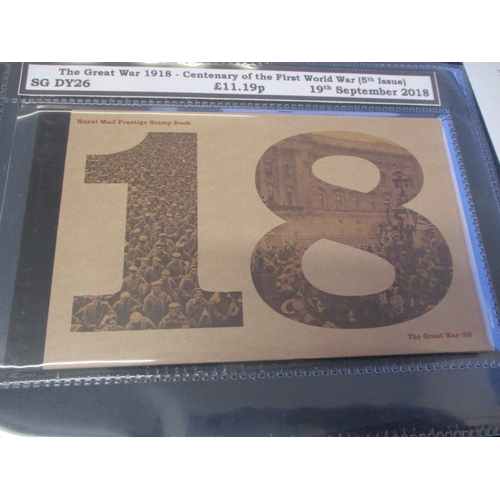 The Great War 1918 - Centenary of the First World War (5th Issue)
SG DY26 £11.19p 19th September 2018
Royal Mail Prestige Stamp Book
18
The Great War 1918